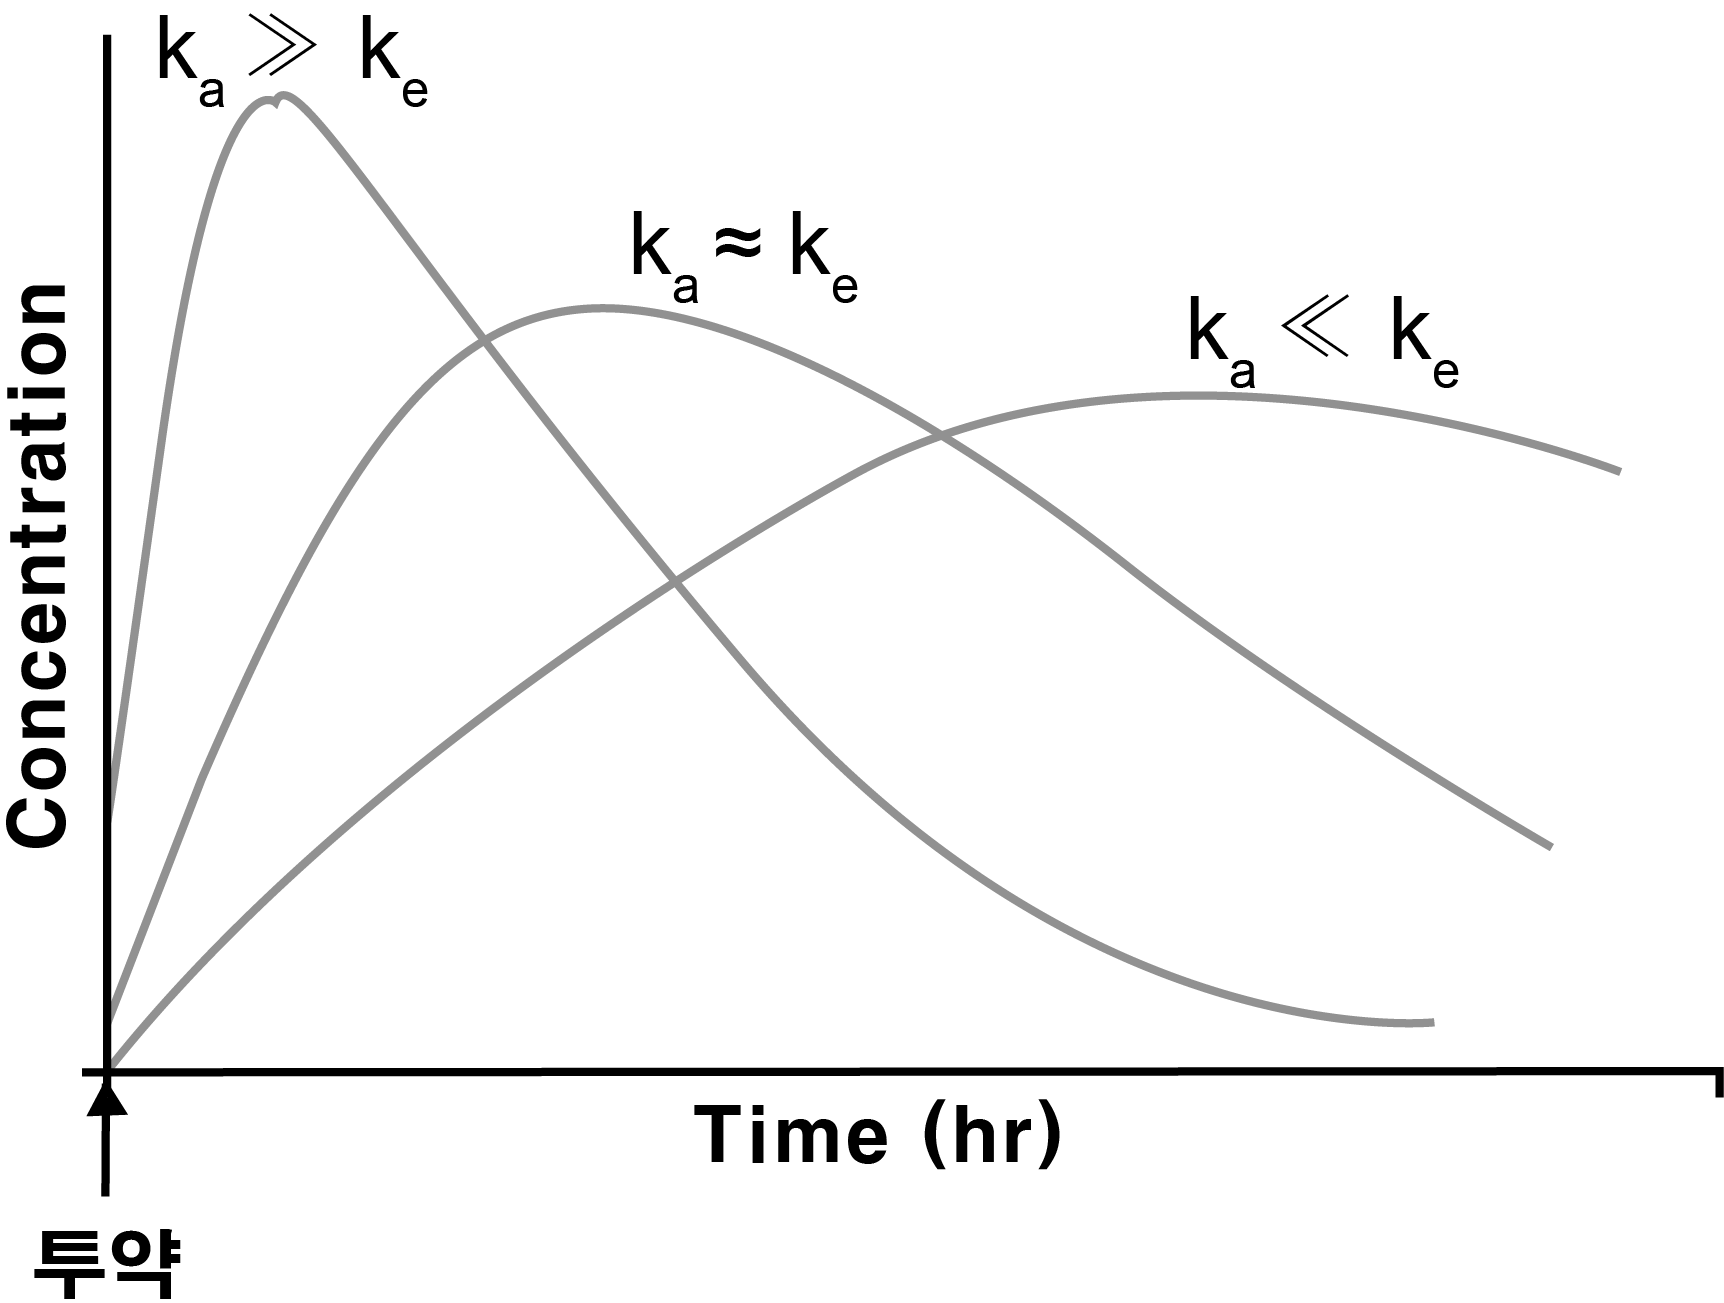 ka ≫ ke
ka ≈ ke
ka ≪ ke
Concentration
Time (hr)
투약